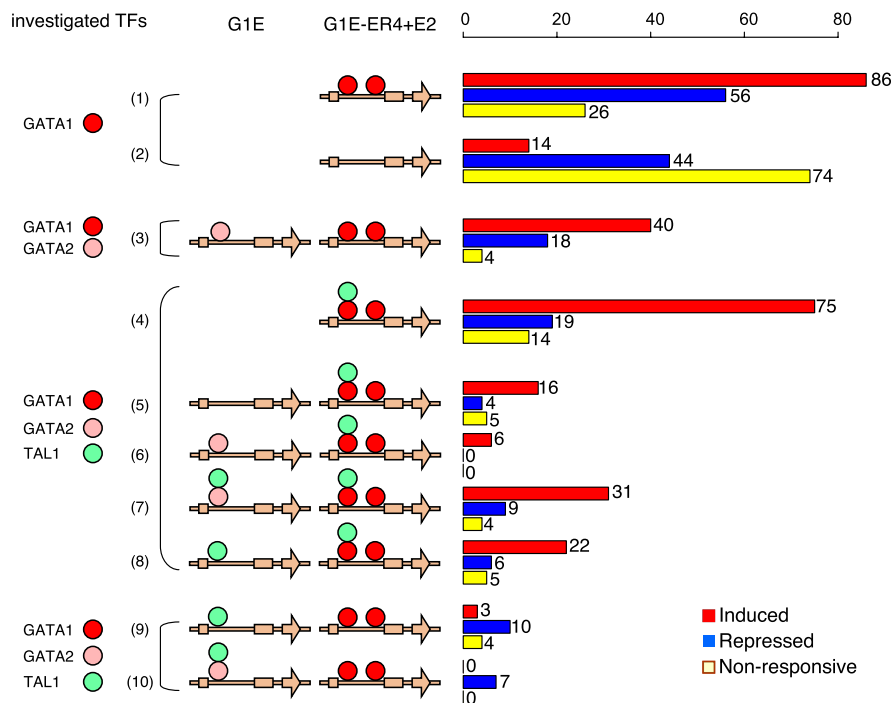 investigated TFs G1E G1E-ER4+E2 0 20 40 60 80
(1) 86
56
GATA1 26
(2) 14
44
74
GATA1 40
GATA2 (3) 18
4
(4) 75
19
14
GATA1 (5) 16
4
5
GATA2 (6) 6
0
TAL1 0
(7) 31
9
4
(8) 22
6
5
GATA1 (9) 3
10
4
GATA2 0
TAL1 (10) 7
0
Induced
Repressed
Non-responsive